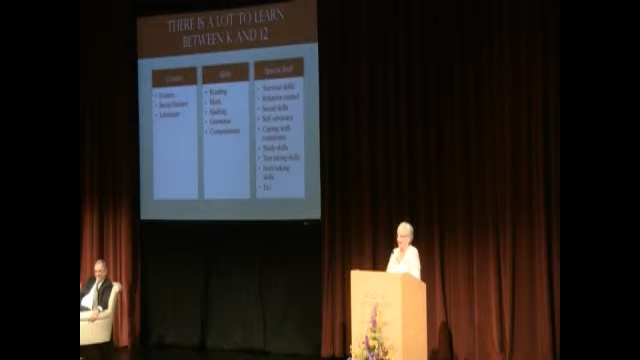 THERE IS A LOT TO LEARN
BETWEEN K AND 12
Content
Skills
Special Stuff
• Science
• Social Studies
• Literature
• Reading
• Math
• Spelling
• Grammar
• Composition
• Survival skills
• Behavior control
• Social skills
• Self advocacy
• Coping with
• Study skills
• Test taking skills
• Note taking
skills
• Etc.